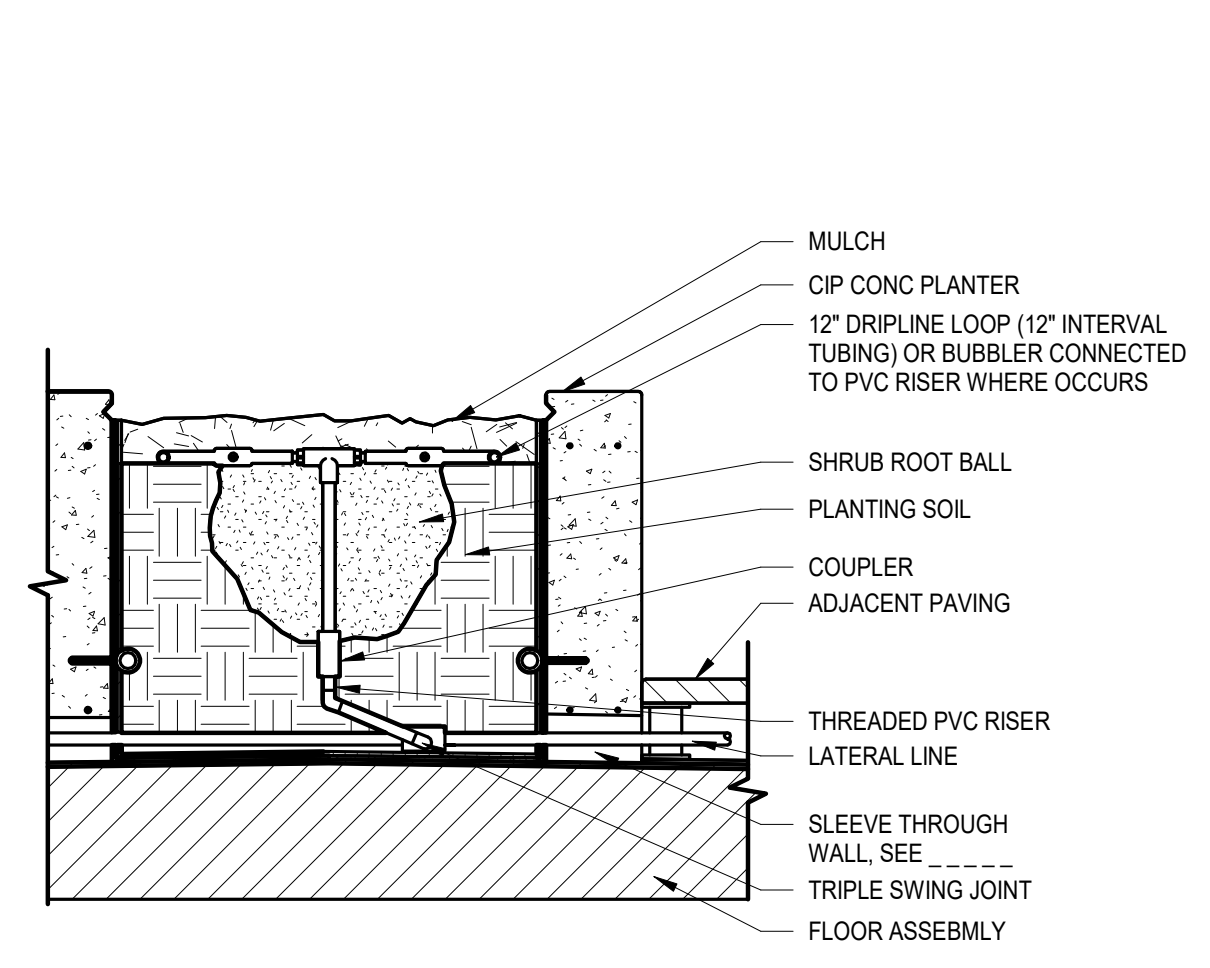 MULCH
CIP CONC PLANTER
12" DRIPLINE LOOP (12" INTERVAL
TUBING) OR BUBBLER CONNECTED
TO PVC RISER WHERE OCCURS
SHRUB ROOT BALL
PLANTING SOIL
COUPLER
ADJACENT PAVING
THREADED PVC RISER
LATERAL LINE
SLEEVE THROUGH
WALL, SEE _ _ _ _ _
TRIPLE SWING JOINT
FLOOR ASSEBMLY